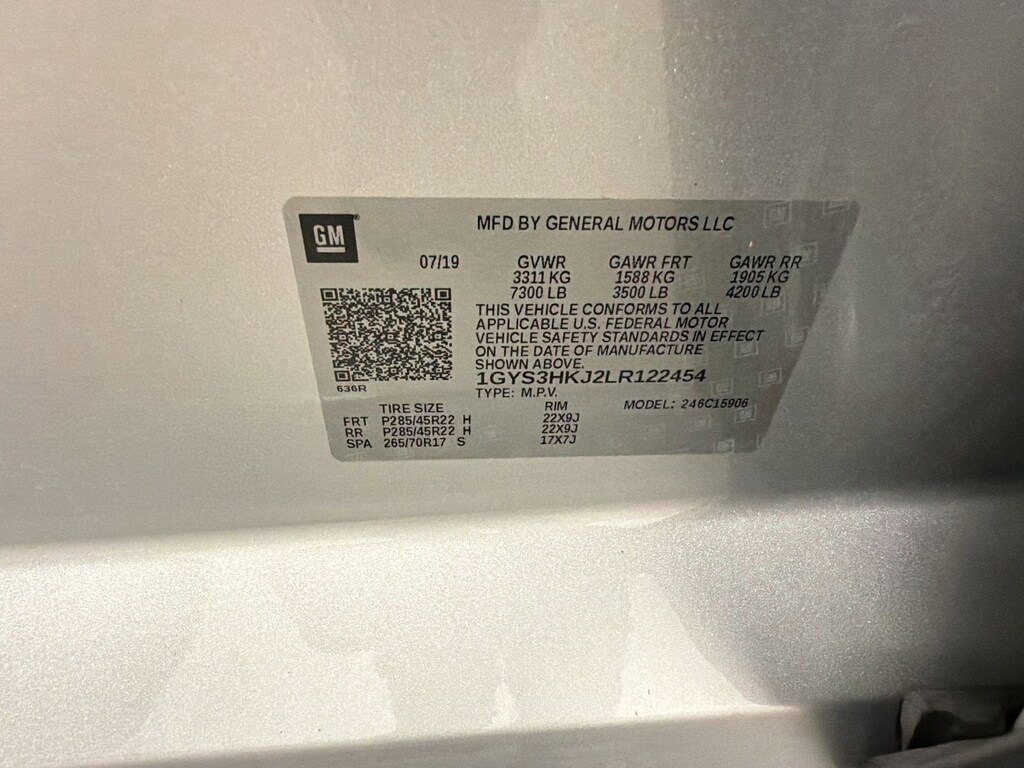 GM
MFD BY GENERAL MOTORS LLC
07/19 GVWR GAWR FRT GAWR RR
3311 KG 1588 KG 1905 KG
7300 LB 3500 LB 4200 LB
THIS VEHICLE CONFORMS TO ALL
APPLICABLE U.S. FEDERAL MOTOR
VEHICLE SAFETY STANDARDS IN EFFECT
ON THE DATE OF MANUFACTURE
SHOWN ABOVE.
1GYS3HKJ2LR122454
636R
TYPE: M.P.V.
MODEL: 246C15906
TIRE SIZE RIM
FRT P285/45R22 H 22X9J
RR P285/45R22 H 22X9J
SPA 265/70R17 S 17X7J